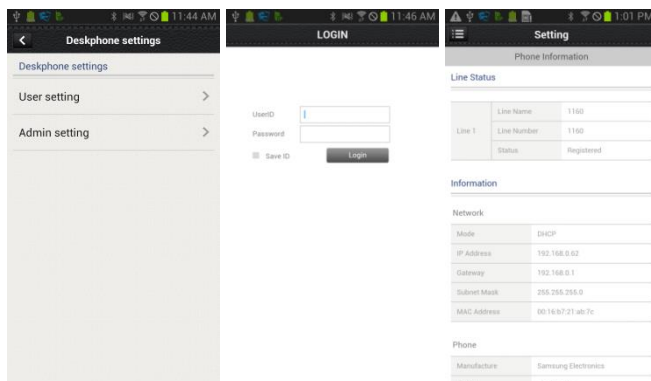 11:44 AM
Deskphone settings
Deskphone settings
User setting
Admin setting
11:46 AM
LOGIN
UserID
Password
Save ID
Login
1:01 PM
Setting
Phone Information
Line Status
Line 1
Line Name 1160
Line Number 1160
Status Registered
Information
Network
Mode DHCP
IP Address 192.168.0.62
Gateway 192.168.0.1
Subnet Mask 255.255.255.0
MAC Address 00:16:b7:21:ab:7c
Phone
Manufacture Samsung Electronics